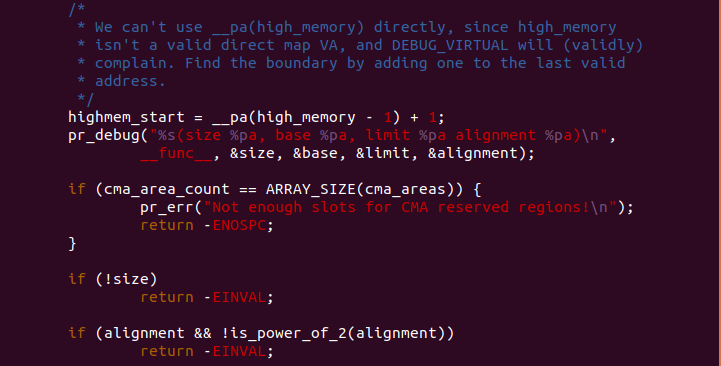 /*
 * We can't use __pa(high_memory) directly, since high_memory
 * isn't a valid direct map VA, and DEBUG_VIRTUAL will (validly)
 * complain. Find the boundary by adding one to the last valid
 * address.
 */
highmem_start = __pa(high_memory - 1) + 1;
pr_debug("%s(size %pa, base %pa, limit %pa alignment %pa)\n",
        __func__, &size, &base, &limit, &alignment);

if (cma_area_count == ARRAY_SIZE(cma_areas)) {
        pr_err("Not enough slots for CMA reserved regions!\n");
        return -ENOSPC;
}

if (!size)
        return -EINVAL;

if (alignment && !is_power_of_2(alignment))
        return -EINVAL;